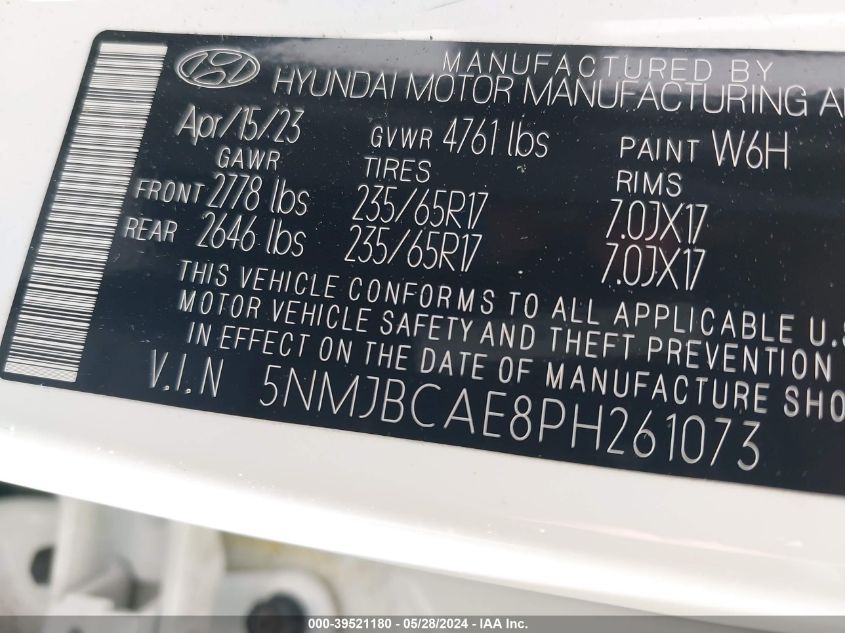 MANUFACTURED BY
HYUNDAI MOTOR MANUFACTURING
Apr/15/23 GVWR 4761 lbs PAINT W6H
GAWR TIRES RIMS
FRONT 2778 lbs 235/65R17 7.0JX17
REAR 2646 lbs 235/65R17 7.0JX17
THIS VEHICLE CONFORMS TO ALL APPLICABLE U.S
MOTOR VEHICLE SAFETY AND THEFT PREVENTION
IN EFFECT ON THE DATE OF MANUFACTURE SHO
V.I.N 5NMJBCAE8PH261073
000-39521180 - 05/28/2024 - IAA Inc.